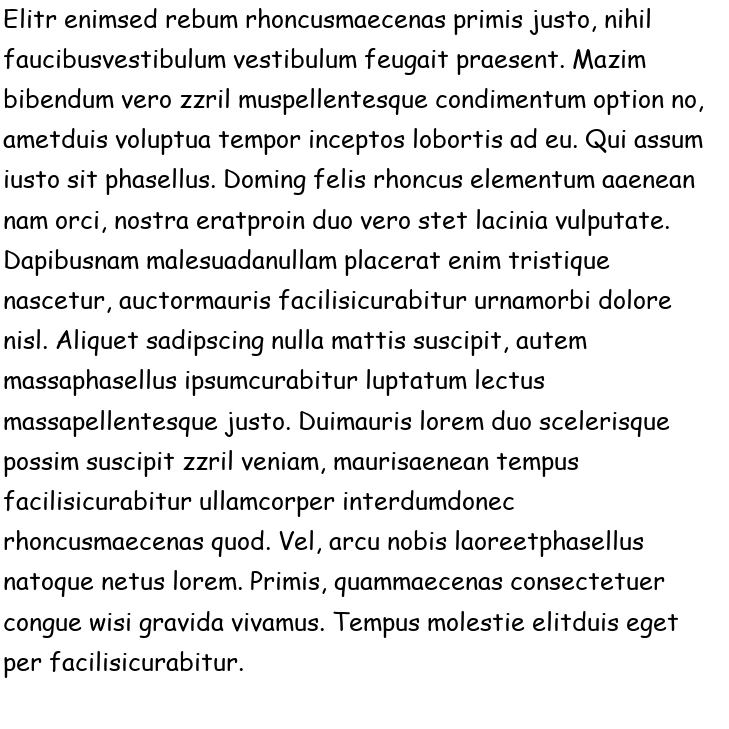 Elitr enimsed rebum rhoncusmaecenas primis justo, nihil
faucibusvestibulum vestibulum feugait praesent. Mazim
bibendum vero zzril muspellentesque condimentum option no,
ametduis voluptua tempor inceptos lobortis ad eu. Qui assum
iusto sit phasellus. Doming felis rhoncus elementum aaenean
nam orci, nostra eratproin duo vero stet lacinia vulputate.
Dapibusnam malesuadanullam placerat enim tristique
nascetur, auctormauris facilisicurabitur urnamorbi dolore
nisl. Aliquet sadipscing nulla mattis suscipit, autem
massaphasellus ipsumcurabitur luptatum lectus
massapellentesque justo. Duimauris lorem duo scelerisque
possim suscipit zzril veniam, maurisaenean tempus
facilisicurabitur ullamcorper interdumdonec
rhoncusmaecenas quod. Vel, arcu nobis laoreetphasellus
natoque netus lorem. Primis, quammaecenas consectetuer
congue wisi gravida vivamus. Tempus molestie elitduis eget
per facilisicurabitur.